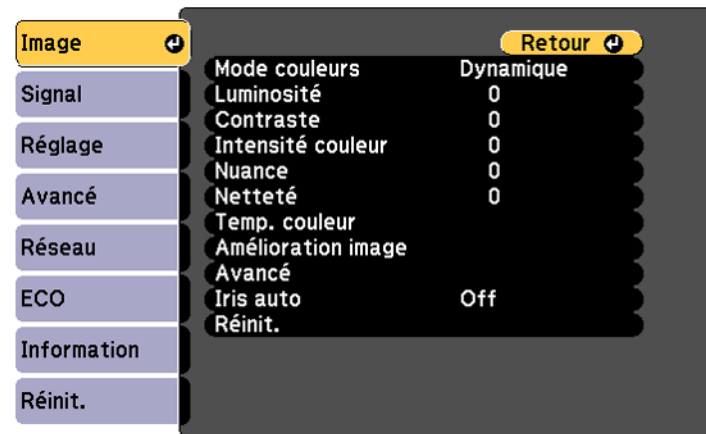 Image
Signal
Réglage
Avancé
Réseau
ECO
Information
Réinit.
Retour
Mode couleurs Dynamique
Luminosité 0
Contraste 0
Intensité couleur 0
Nuance 0
Netteté 0
Temp. couleur
Amélioration image
Avancé
Iris auto Off
Réinit.